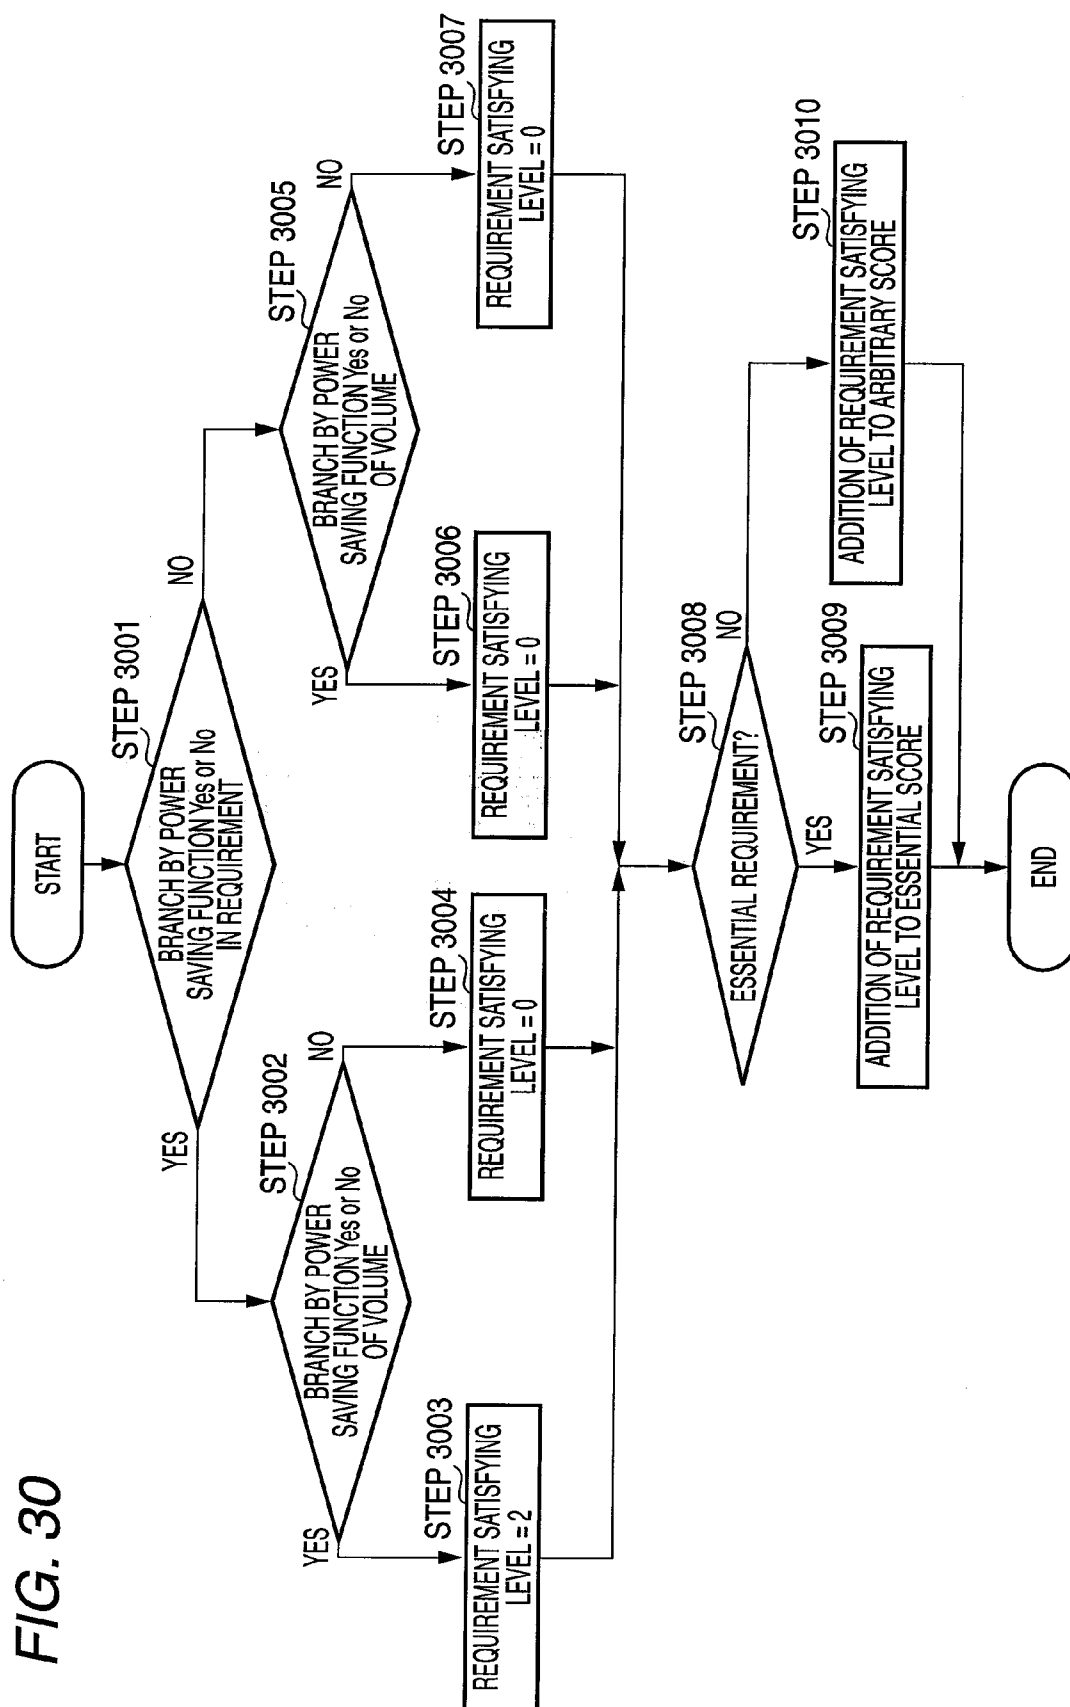 FIG. 30
START
STEP 3001
BRANCH BY POWER
SAVING FUNCTION Yes or No
IN REQUIREMENT
YES
NO
STEP 3002
BRANCH BY POWER
SAVING FUNCTION Yes or No
OF VOLUME
YES
NO
STEP 3005
BRANCH BY POWER
SAVING FUNCTION Yes or No
OF VOLUME
YES
NO
STEP 3003
REQUIREMENT SATISFYING
LEVEL = 2
STEP 3004
REQUIREMENT SATISFYING
LEVEL = 0
STEP 3006
REQUIREMENT SATISFYING
LEVEL = 0
STEP 3007
REQUIREMENT SATISFYING
LEVEL = 0
STEP 3008
ESSENTIAL REQUIREMENT?
YES
NO
STEP 3009
ADDITION OF REQUIREMENT SATISFYING
LEVEL TO ESSENTIAL SCORE
STEP 3010
ADDITION OF REQUIREMENT SATISFYING
LEVEL TO ARBITRARY SCORE
END